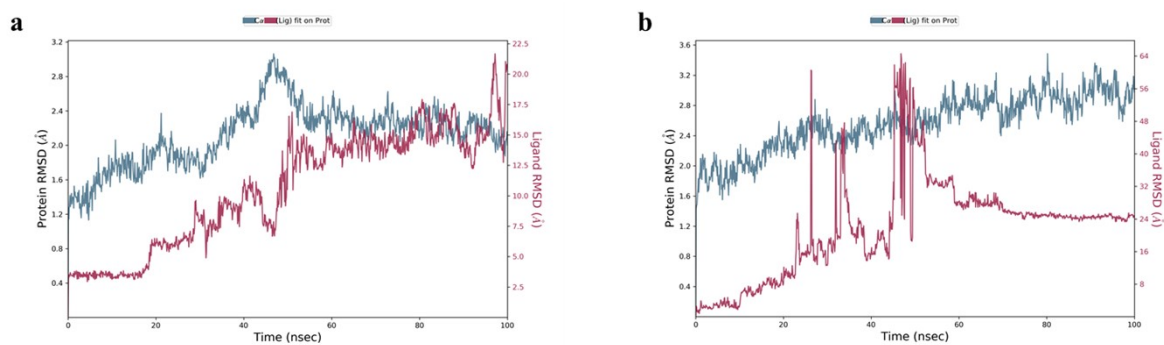 a
Cα (Lig) fit on Prot
3.2
2.8
2.4
2.0
1.6
1.2
0.8
0.4
Protein RMSD (Å)
22.5
20.0
17.5
15.0
12.5
10.0
7.5
5.0
2.5
Ligand RMSD (Å)
0 20 40 60 80 100
Time (nsec)
b
Cα (Lig) fit on Prot
3.6
3.2
2.8
2.4
2.0
1.6
1.2
0.8
0.4
Protein RMSD (Å)
64
56
48
40
32
24
16
8
Ligand RMSD (Å)
0 20 40 60 80 100
Time (nsec)